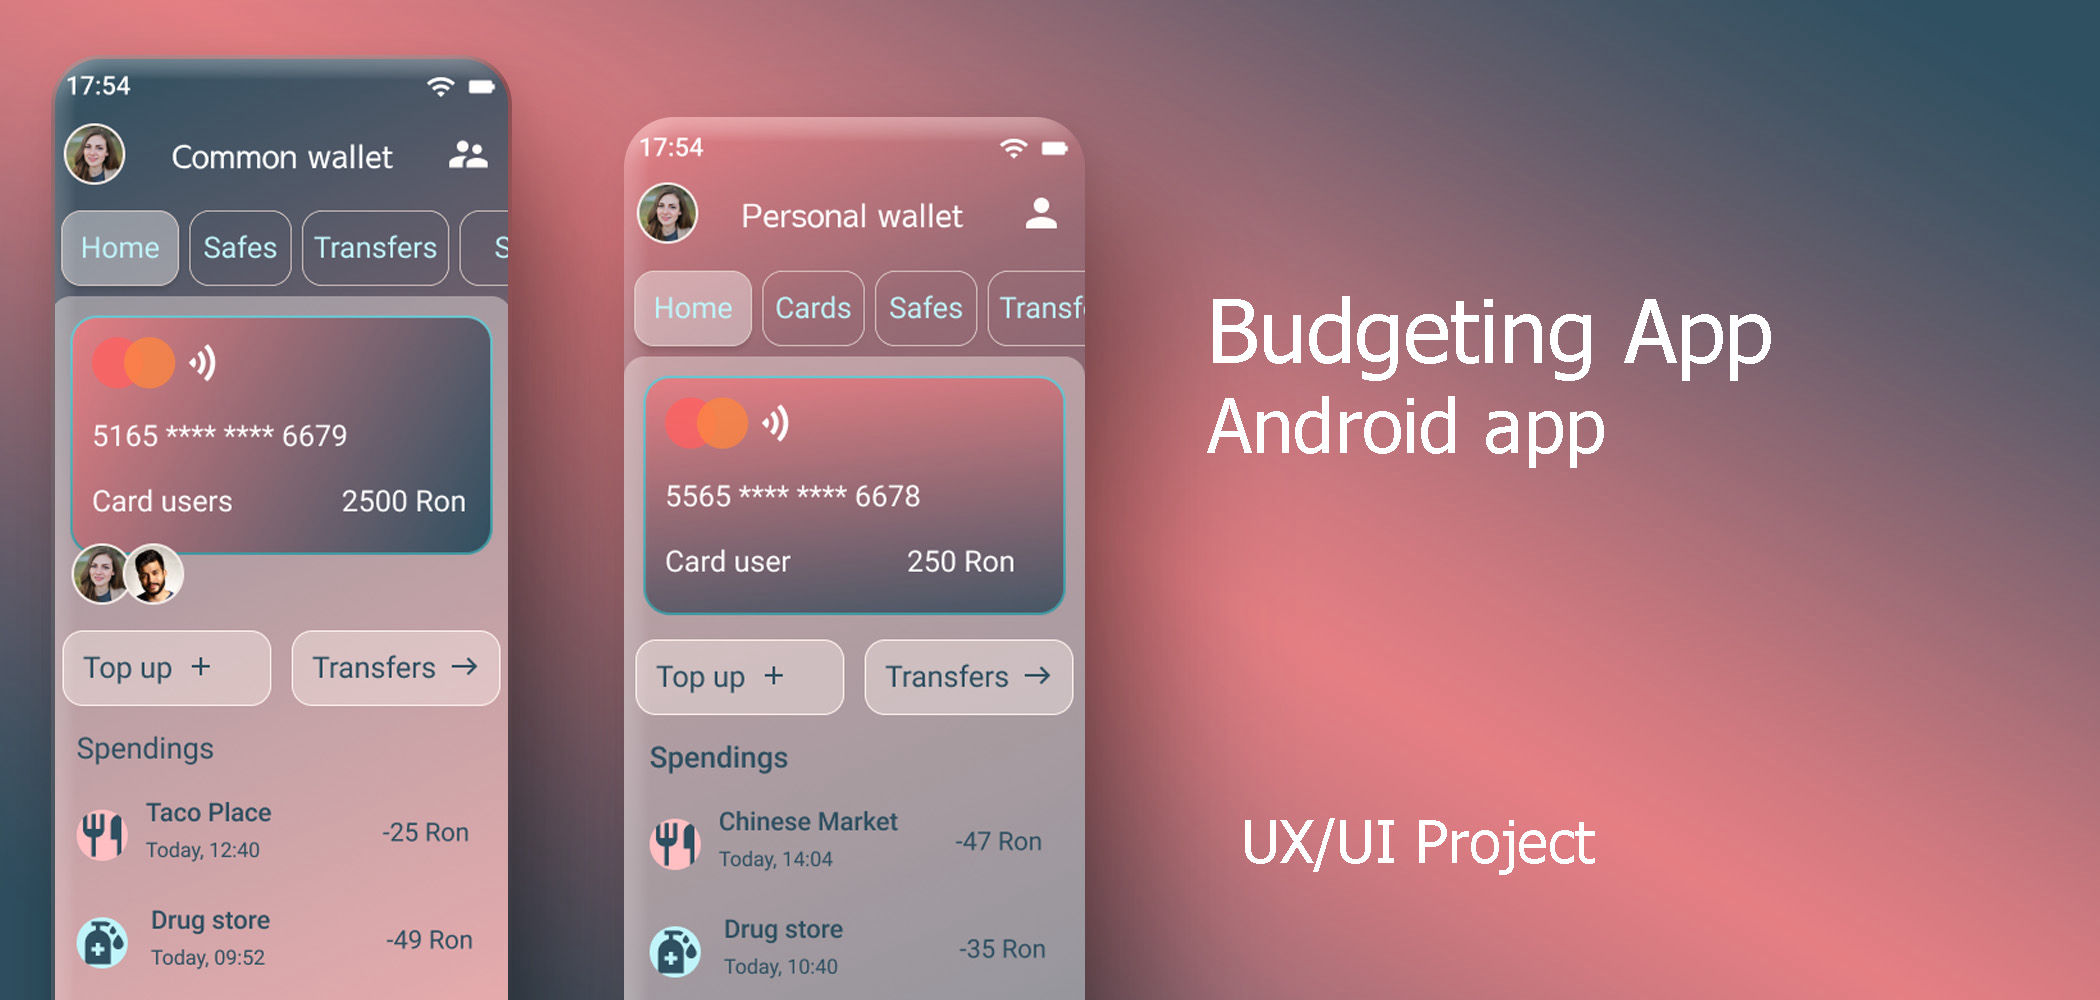 17:54
Common wallet
Home Safes Transfers S
5165 **** **** 6679
Card users 2500 Ron
Top up + Transfers →
Spendings
Taco Place
-25 Ron
Today, 12:40
Drug store
-49 Ron
Today, 09:52
17:54
Personal wallet
Home Cards Safes Transf
5565 **** **** 6678
Card user 250 Ron
Top up + Transfers →
Spendings
Chinese Market
-47 Ron
Today, 14:04
Drug store
-35 Ron
Today, 10:40
Budgeting App
Android app
UX/UI Project